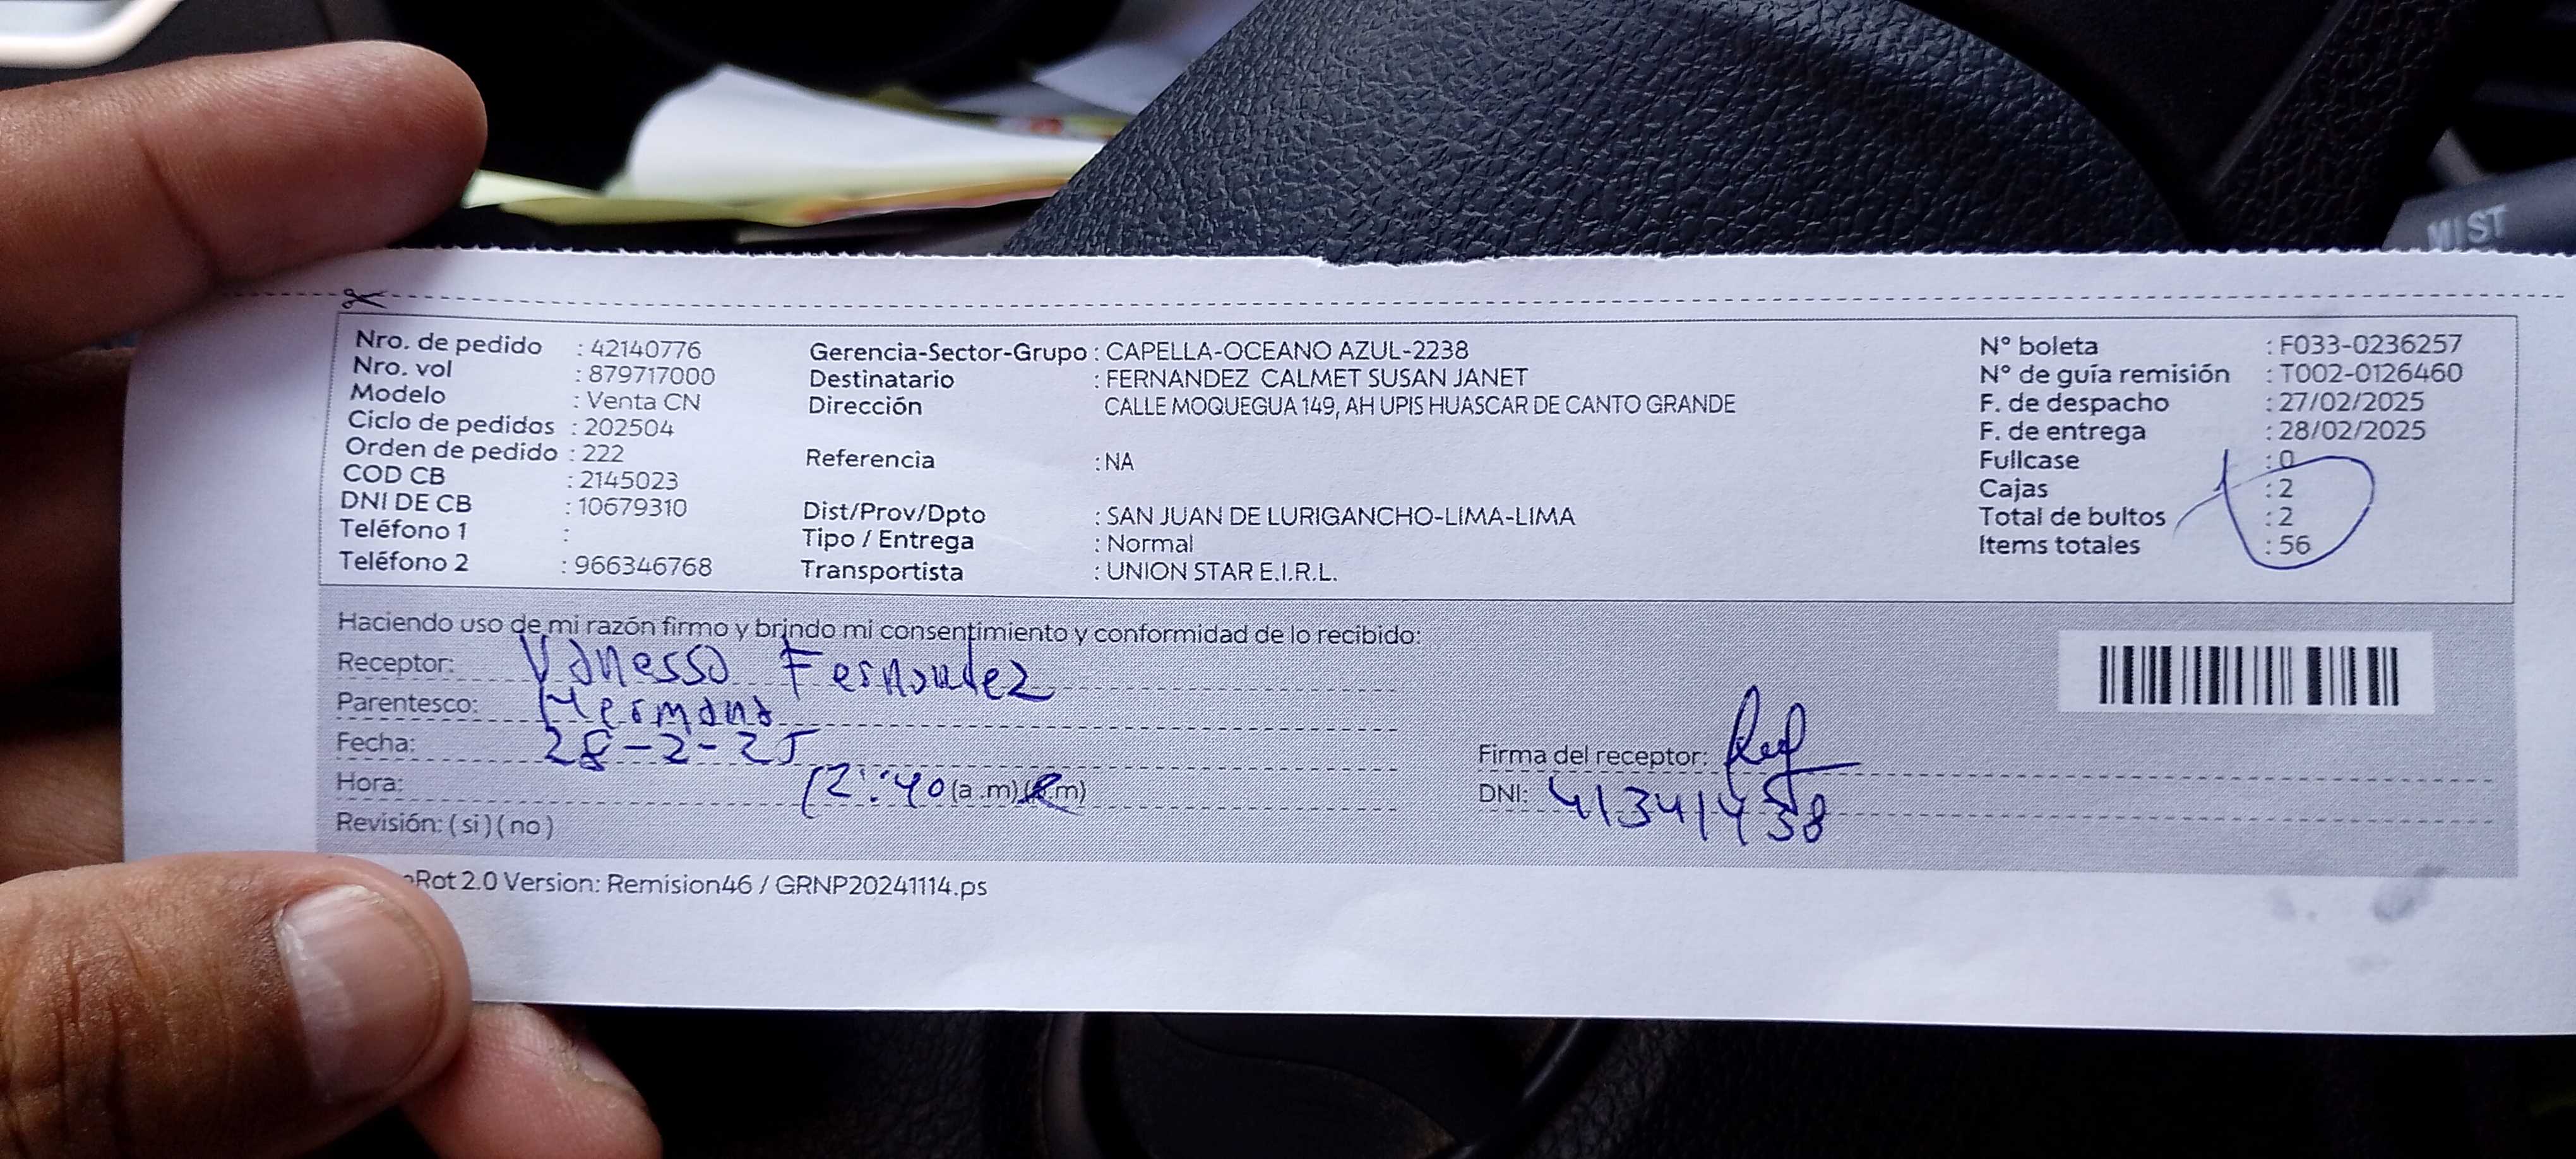 MIST
Nro. de pedido : 42140776
Nro. vol : 879717000
Modelo : Venta CN
Ciclo de pedidos : 202504
Orden de pedido : 222
COD CB : 2145023
DNI DE CB : 10679310
Teléfono 1 :
Teléfono 2 : 966346768
Gerencia-Sector-Grupo : CAPELLA-OCEANO AZUL-2238
Destinatario : FERNANDEZ CALMET SUSAN JANET
Dirección CALLE MOQUEGUA 149, AH UPIS HUASCAR DE CANTO GRANDE
Referencia : NA
Dist/Prov/Dpto : SAN JUAN DE LURIGANCHO-LIMA-LIMA
Tipo / Entrega : Normal
Transportista : UNION STAR E.I.R.L.
N° boleta : F033-0236257
N° de guía remisión : T002-0126460
F. de despacho : 27/02/2025
F. de entrega : 28/02/2025
Fullcase : 0
Cajas : 2
Total de bultos : 2
Items totales : 56
Haciendo uso de mi razón firmo y brindo mi consentimiento y conformidad de lo recibido:
Receptor: Vanessa Fernandez
Parentesco: Hermana
Fecha: 28-2-25
Hora: 12:40 (a .m) (p.m)
Revisión: ( si ) ( no )
Firma del receptor:
DNI: 41341458
Rot 2.0 Version: Remision46 / GRNP20241114.ps